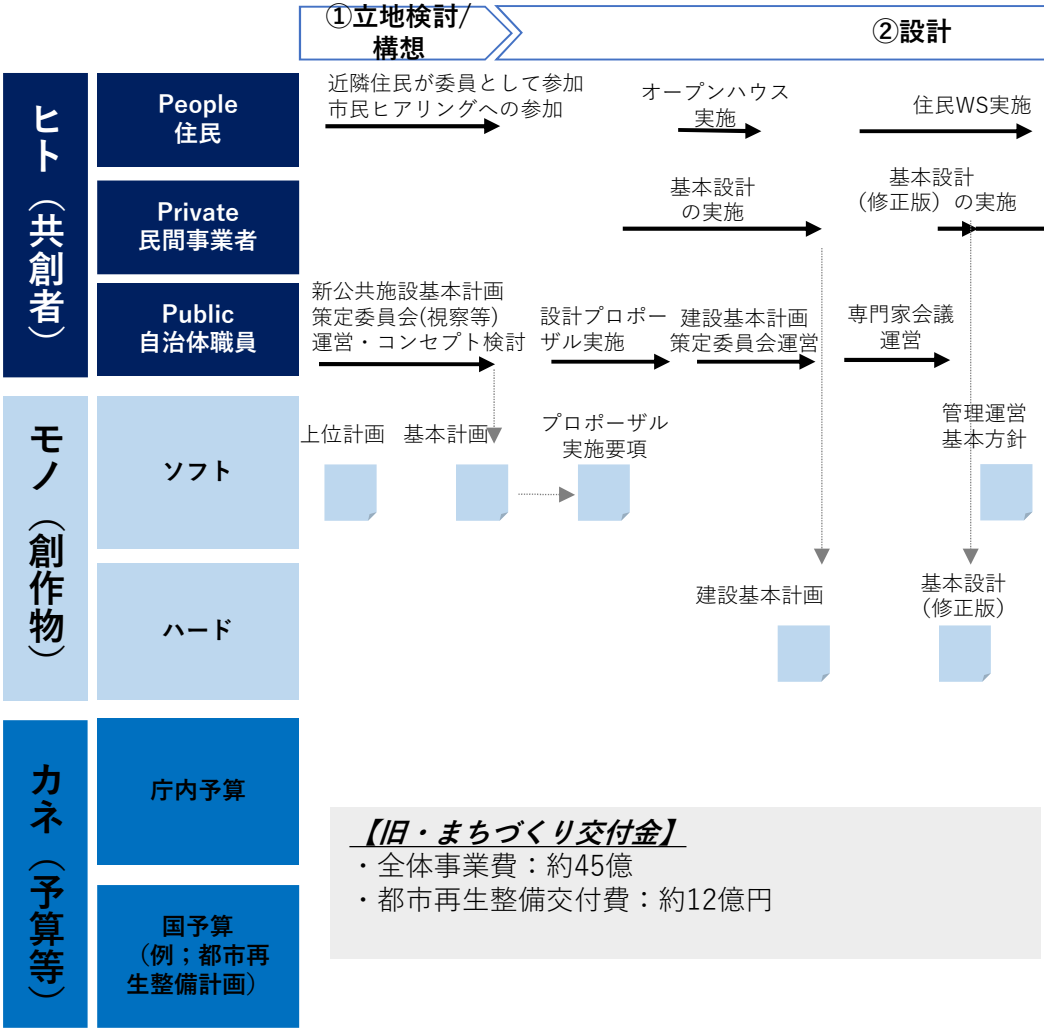 ①立地検討/
構想
②設計
ヒト（共創者）
People
住民
近隣住民が委員として参加
市民ヒアリングへの参加
オープンハウス
実施
住民WS実施
Private
民間事業者
基本設計
の実施
基本設計
（修正版）の実施
Public
自治体職員
新公共施設基本計画
策定委員会(視察等)
運営・コンセプト検討
設計プロポー
ザル実施
建設基本計画
策定委員会運営
専門家会議
運営
モノ（創作物）
ソフト
上位計画
基本計画
プロポーザル
実施要項
管理運営
基本方針
ハード
建設基本計画
基本設計
（修正版）
カネ（予算等）
庁内予算
【旧・まちづくり交付金】
・全体事業費：約45億
・都市再生整備交付費：約12億円
国予算
（例；都市再
生整備計画）